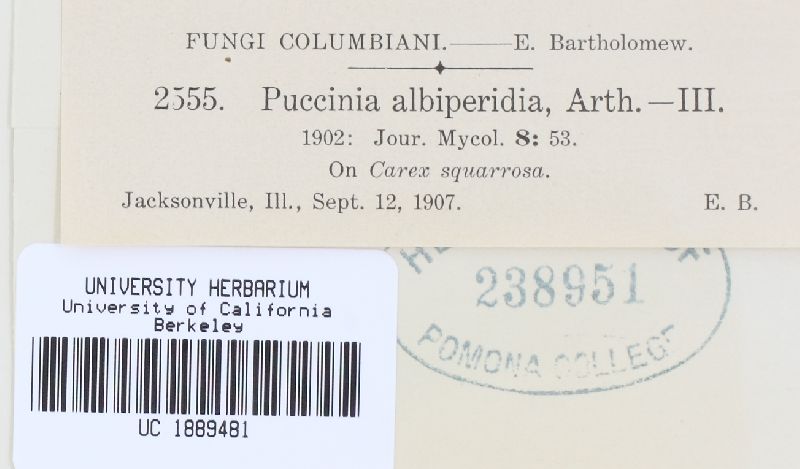 FUNGI COLUMBIANI.——E. Bartholomew.
2555. Puccinia albiperidia, Arth.—III.
1902: Jour. Mycol. 8: 53.
On Carex squarrosa.
Jacksonville, Ill., Sept. 12, 1907. E. B.
238951
POMONA COLLEGE
UNIVERSITY HERBARIUM
University of California
Berkeley
UC 1889481